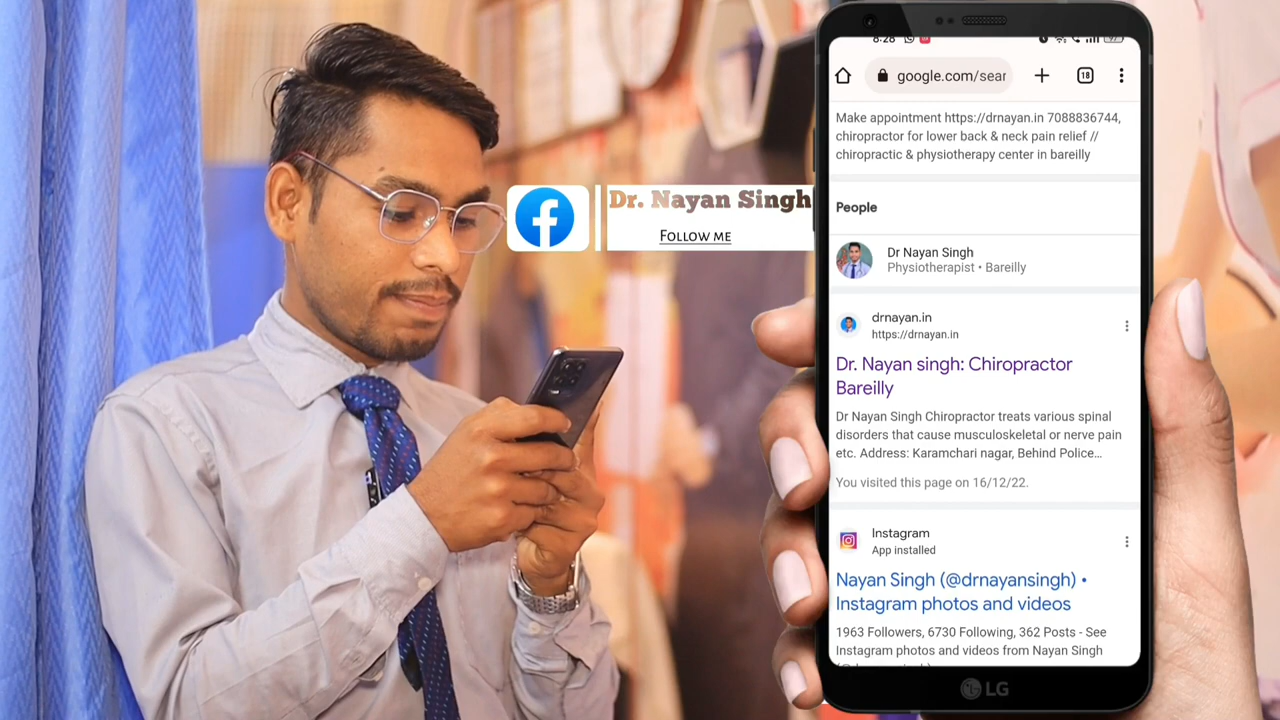 Dr. Nayan Singh
FOLLOW ME
8:28
18
google.com/sear
Make appointment https://drnayan.in 7088836744,
chiropractor for lower back & neck pain relief //
chiropractic & physiotherapy center in bareilly
People
Dr Nayan Singh
Physiotherapist • Bareilly
drnayan.in
https://drnayan.in
Dr. Nayan singh: Chiropractor
Bareilly
Dr Nayan Singh Chiropractor treats various spinal
disorders that cause musculoskeletal or nerve pain
etc. Address: Karamchari nagar, Behind Police...
You visited this page on 16/12/22.
Instagram
App installed
Nayan Singh (@drnayansingh) •
Instagram photos and videos
1963 Followers, 6730 Following, 362 Posts - See
Instagram photos and videos from Nayan Singh
LG